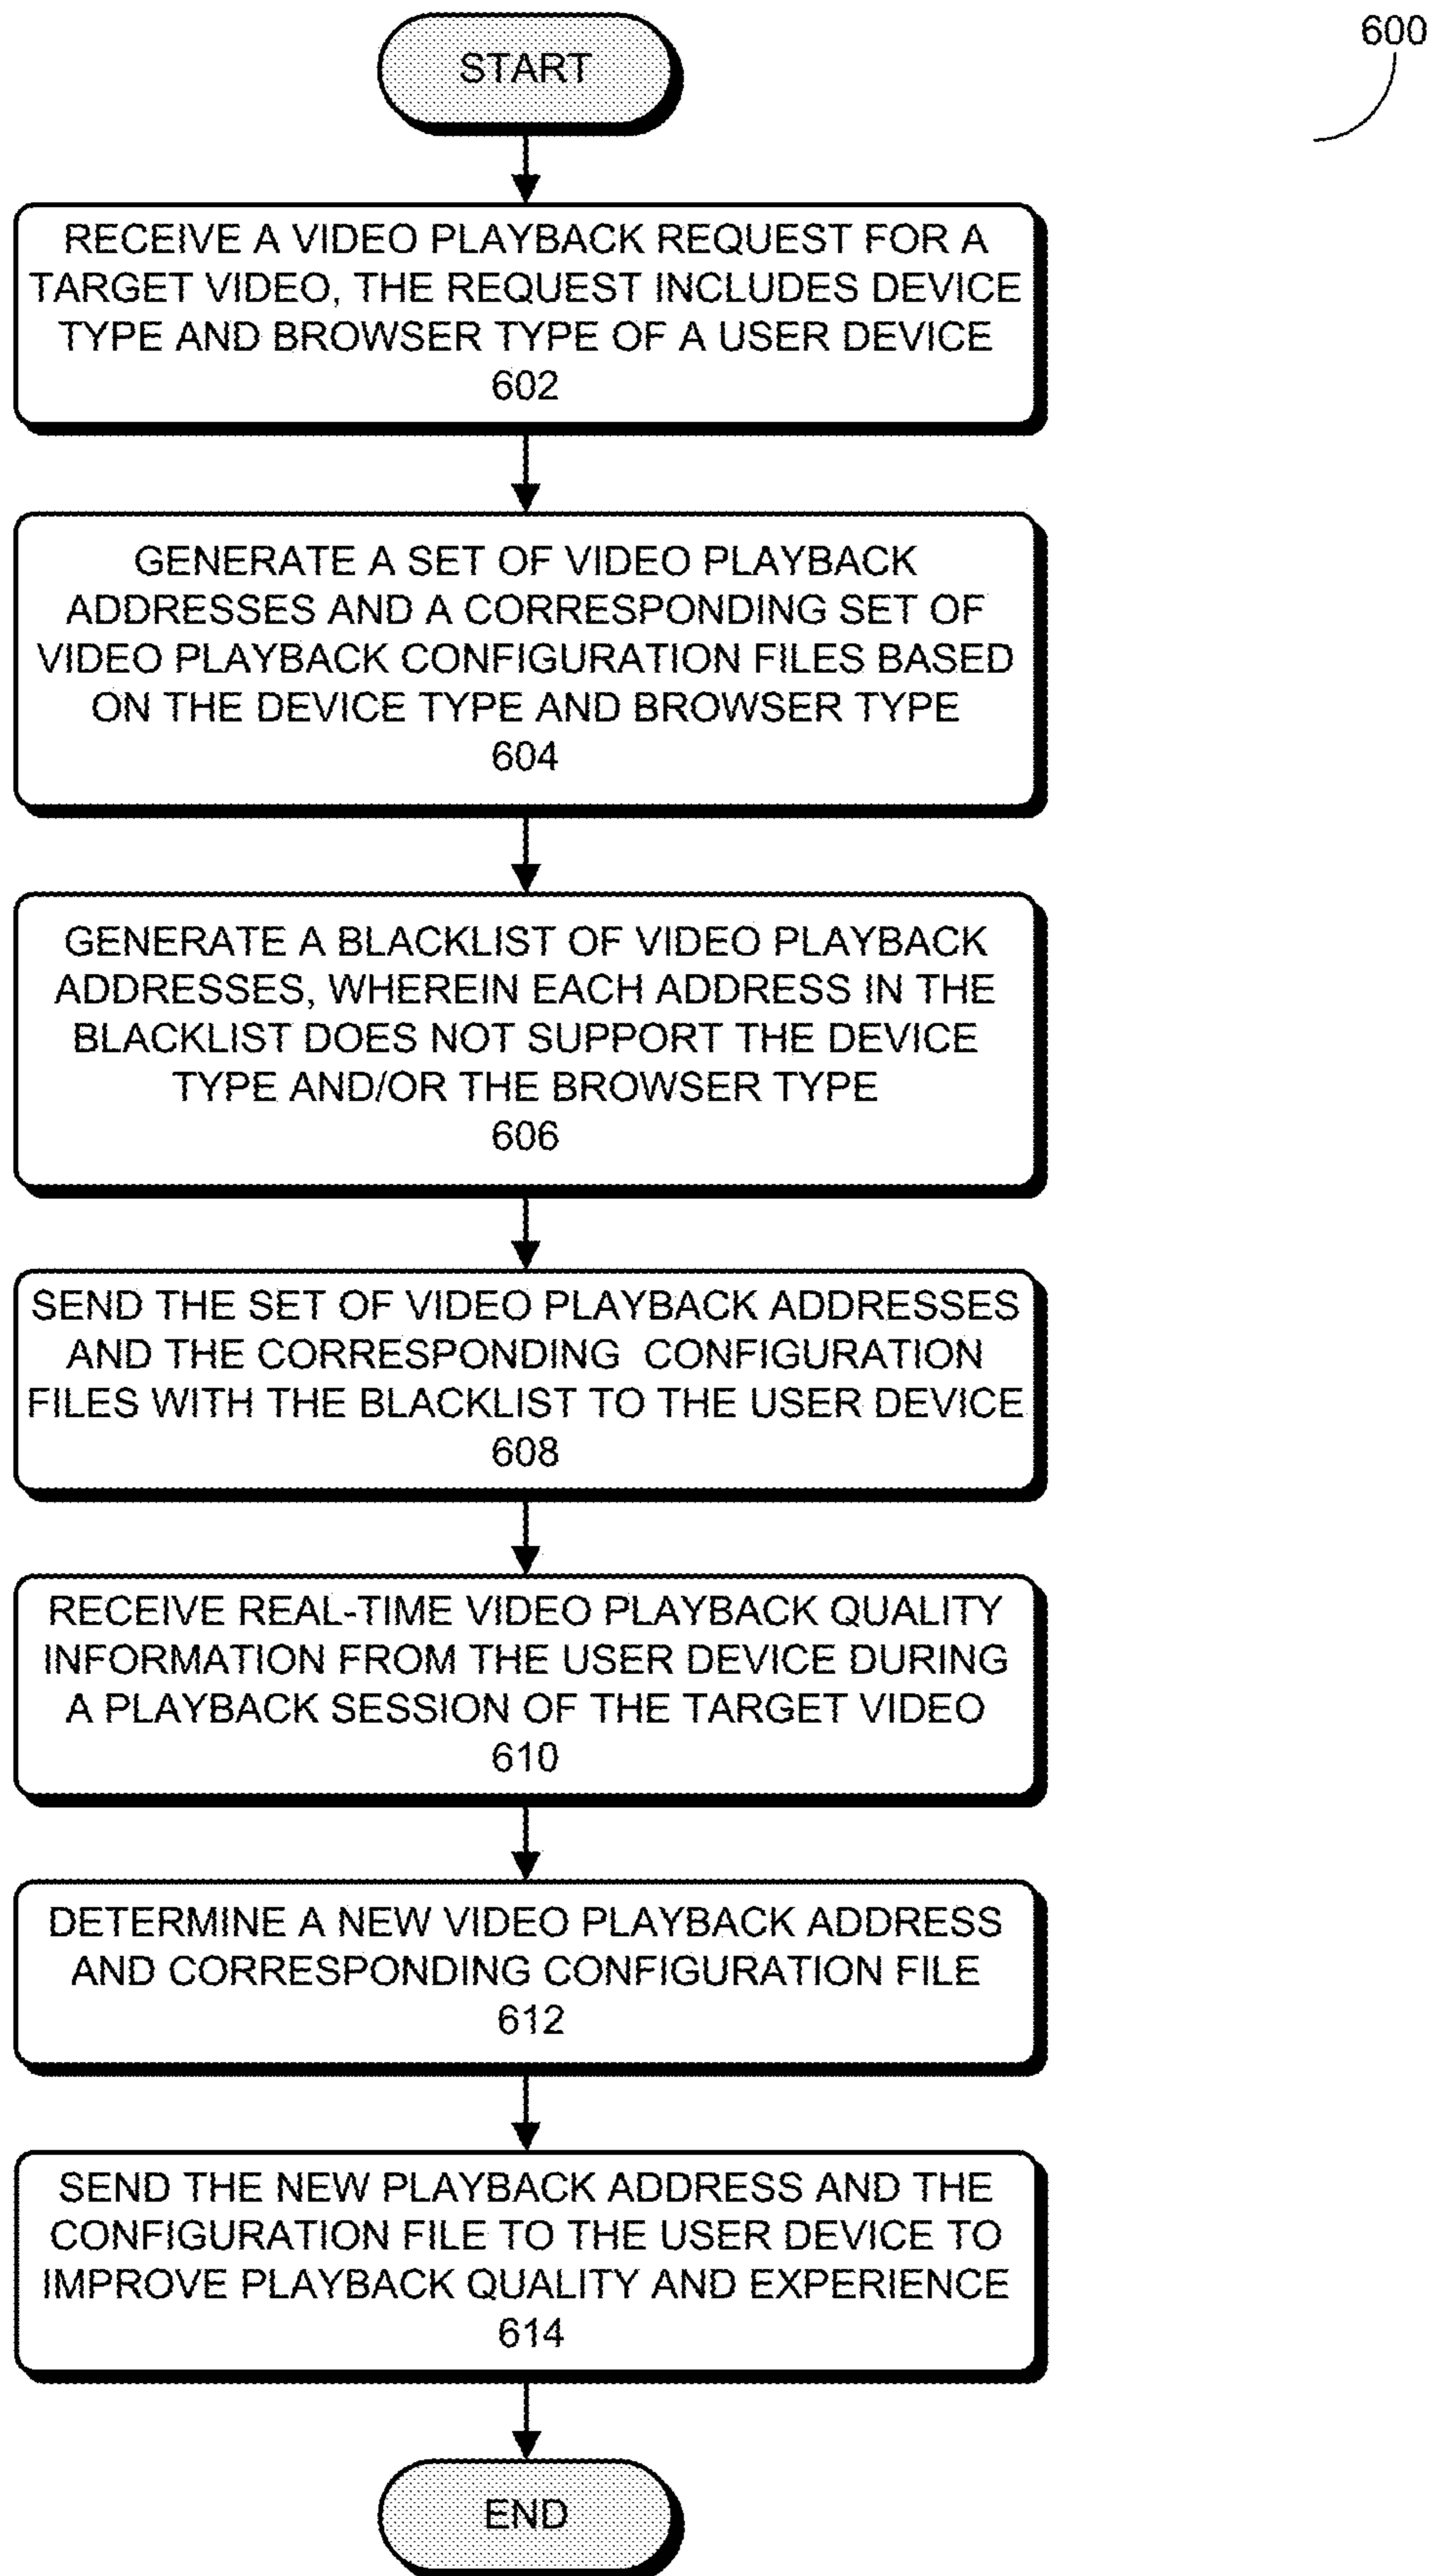 600
START
RECEIVE A VIDEO PLAYBACK REQUEST FOR A
TARGET VIDEO, THE REQUEST INCLUDES DEVICE
TYPE AND BROWSER TYPE OF A USER DEVICE
602
GENERATE A SET OF VIDEO PLAYBACK
ADDRESSES AND A CORRESPONDING SET OF
VIDEO PLAYBACK CONFIGURATION FILES BASED
ON THE DEVICE TYPE AND BROWSER TYPE
604
GENERATE A BLACKLIST OF VIDEO PLAYBACK
ADDRESSES, WHEREIN EACH ADDRESS IN THE
BLACKLIST DOES NOT SUPPORT THE DEVICE
TYPE AND/OR THE BROWSER TYPE
606
SEND THE SET OF VIDEO PLAYBACK ADDRESSES
AND THE CORRESPONDING CONFIGURATION
FILES WITH THE BLACKLIST TO THE USER DEVICE
608
RECEIVE REAL-TIME VIDEO PLAYBACK QUALITY
INFORMATION FROM THE USER DEVICE DURING
A PLAYBACK SESSION OF THE TARGET VIDEO
610
DETERMINE A NEW VIDEO PLAYBACK ADDRESS
AND CORRESPONDING CONFIGURATION FILE
612
SEND THE NEW PLAYBACK ADDRESS AND THE
CONFIGURATION FILE TO THE USER DEVICE TO
IMPROVE PLAYBACK QUALITY AND EXPERIENCE
614
END